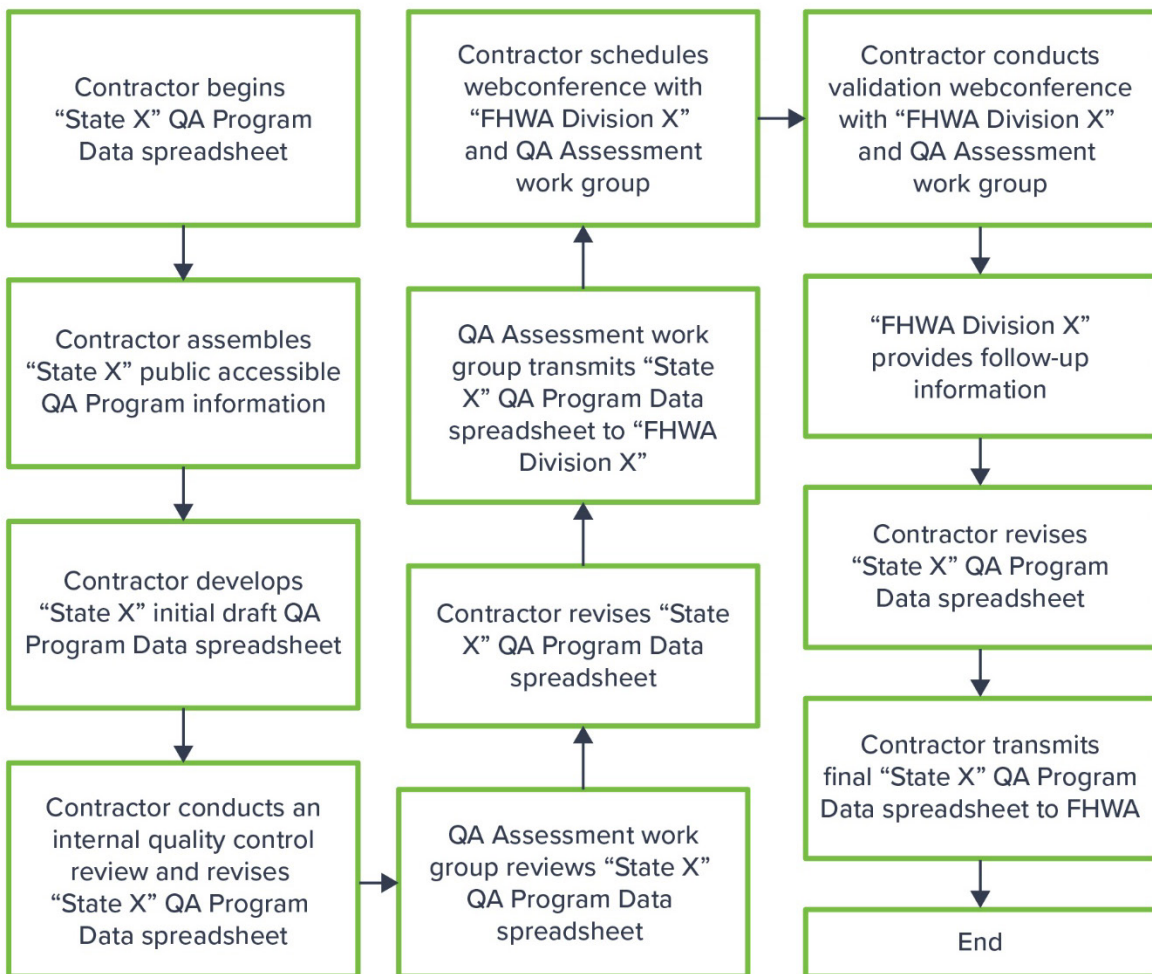 Contractor begins
“State X” QA Program
Data spreadsheet
Contractor assembles
“State X” public accessible
QA Program information
Contractor develops
“State X” initial draft QA
Program Data spreadsheet
Contractor conducts an
internal quality control
review and revises
“State X” QA Program
Data spreadsheet
QA Assessment work
group reviews “State X”
QA Program Data
spreadsheet
Contractor revises “State
X” QA Program Data
spreadsheet
QA Assessment work
group transmits “State
X” QA Program Data
spreadsheet to “FHWA
Division X”
Contractor schedules
webconference with
“FHWA Division X”
and QA Assessment
work group
Contractor conducts
validation webconference
with “FHWA Division X”
and QA Assessment
work group
“FHWA Division X”
provides follow-up
information
Contractor revises
“State X” QA Program
Data spreadsheet
Contractor transmits
final “State X” QA Program
Data spreadsheet to FHWA
End